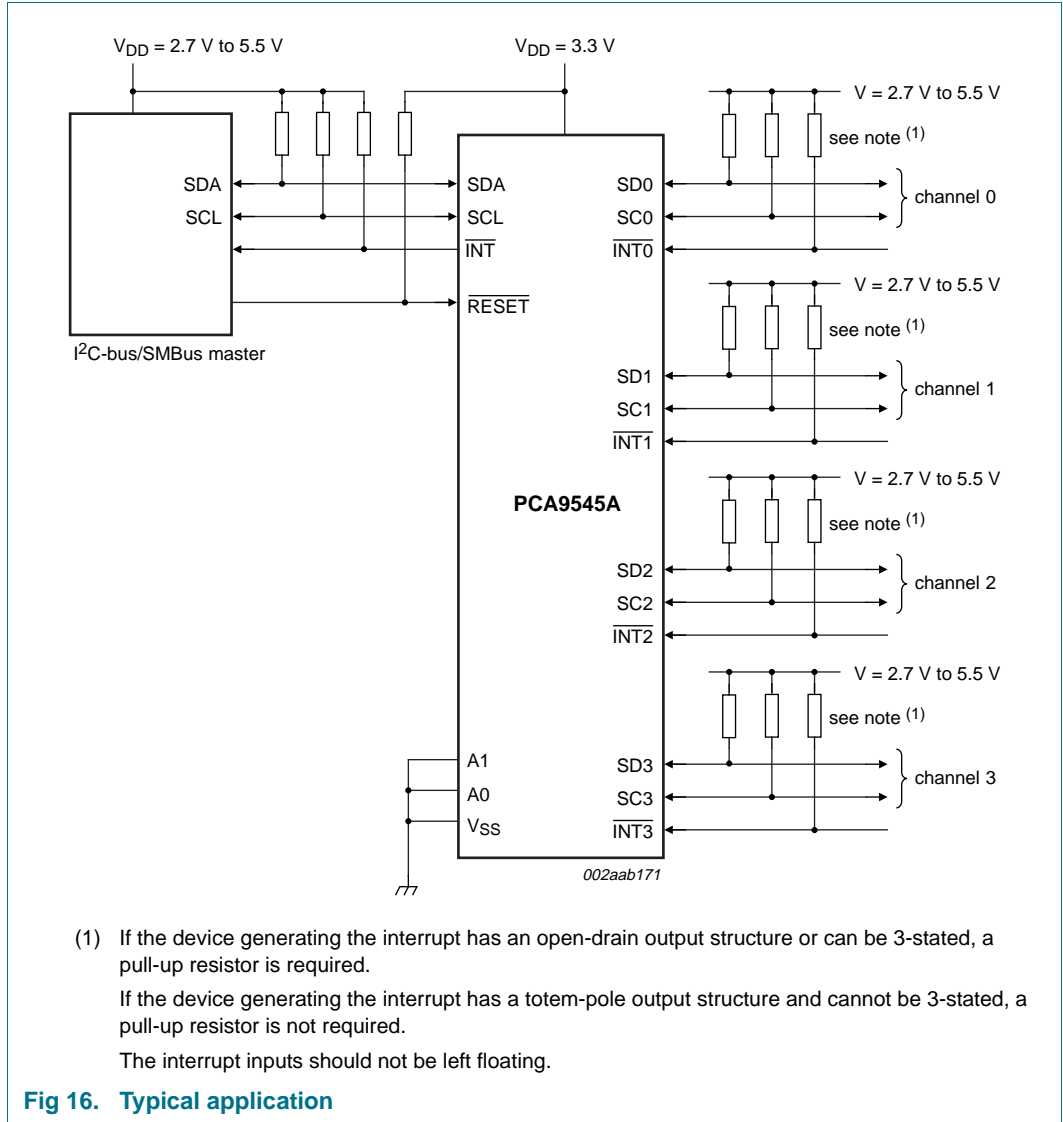 VDD = 2.7 V to 5.5 V
VDD = 3.3 V
V = 2.7 V to 5.5 V
see note (1)
SDA
SCL
SDA
SCL
INT
RESET
I2C-bus/SMBus master
SD0
SC0
INT0
channel 0
V = 2.7 V to 5.5 V
see note (1)
SD1
SC1
INT1
channel 1
PCA9545A
V = 2.7 V to 5.5 V
see note (1)
SD2
SC2
INT2
channel 2
V = 2.7 V to 5.5 V
see note (1)
SD3
SC3
INT3
channel 3
A1
A0
VSS
002aab171
(1) If the device generating the interrupt has an open-drain output structure or can be 3-stated, a
pull-up resistor is required.
If the device generating the interrupt has a totem-pole output structure and cannot be 3-stated, a
pull-up resistor is not required.
The interrupt inputs should not be left floating.
Fig 16. Typical application